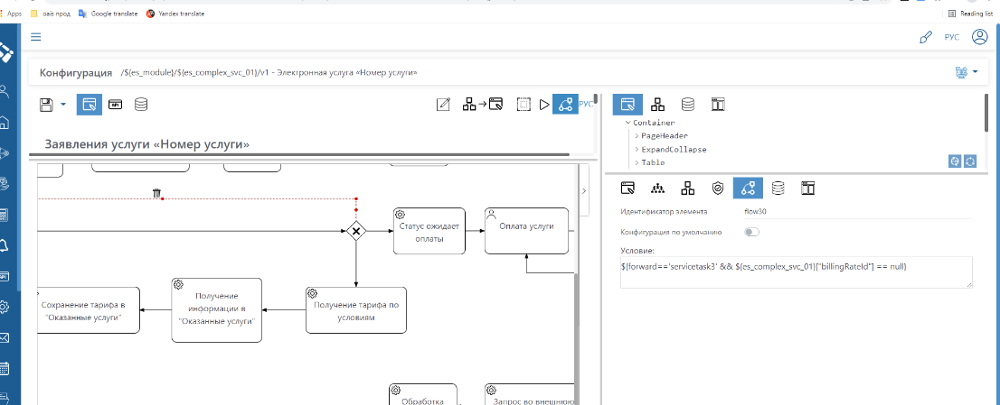 Apps
оаis прод
Google translate
Yandex translate
Reading list
РУС
Конфигурация /${es_module}/${es_complex_svc_01}/v1 - Электронная услуга «Номер услуги»
API
РУС
Заявления услуги «Номер услуги»
Container
PageHeader
ExpandCollapse
Table
Идентификатор элемента flow30
Конфигурация по умолчанию
Условие:
${forward=='servicetask3' && ${es_complex_svc_01}["billingRateId"] == null}
Статус ожидает
оплаты
Оплата услуги
Сохранение тарифа в
"Оказанные услуги"
Получение
информации в
"Оказанные услуги"
Получение тарифа по
условиям
Обработка
Запрос во внешнюю